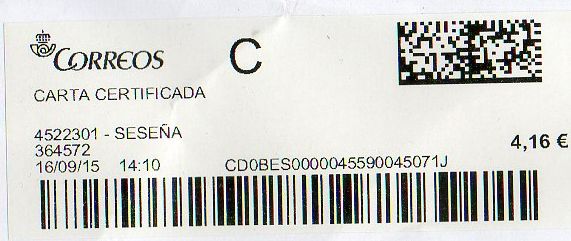 CORREOS
C
CARTA CERTIFICADA
4522301 - SESEÑA
364572
4,16 €
16/09/15 14:10 CD0BES0000045590045071J